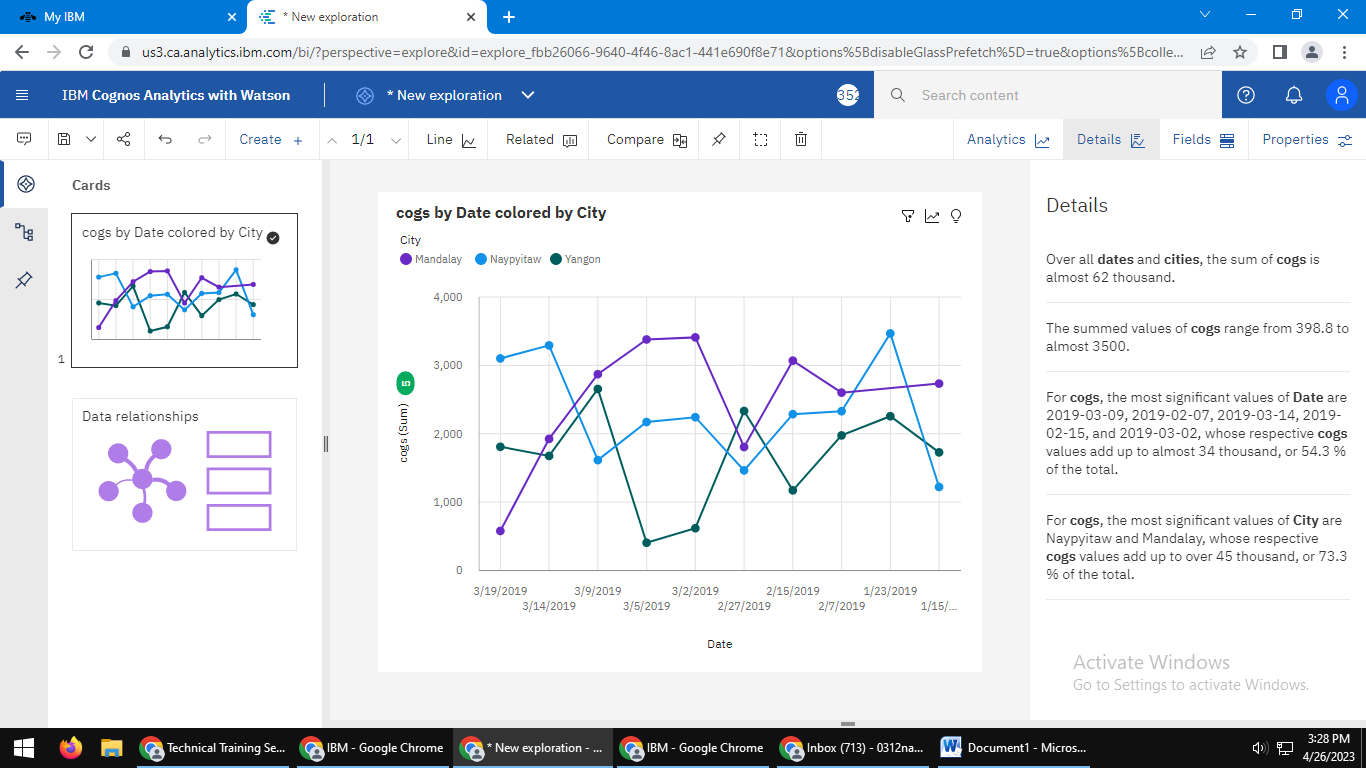 My IBM
* New exploration
us3.ca.analytics.ibm.com/bi/?perspective=explore&id=explore_fbb26066-9640-4f46-8ac1-441e690f8e71&options%5BdisableGlassPrefetch%5D=true&options%5Bcolle...
IBM Cognos Analytics with Watson
* New exploration
352
Search content
Create +
1/1
Line
Related
Compare
Analytics
Details
Fields
Properties
Cards
cogs by Date colored by City
1
Data relationships
cogs by Date colored by City
City
Mandalay Naypyitaw Yangon
4,000
3,000
2,000
1,000
0
cogs (Sum)
5
3/19/2019 3/9/2019 3/2/2019 2/15/2019 1/23/2019
3/14/2019 3/5/2019 2/27/2019 2/7/2019 1/15/...
Date
Details
Over all dates and cities, the sum of cogs is
almost 62 thousand.
The summed values of cogs range from 398.8 to
almost 3500.
For cogs, the most significant values of Date are
2019-03-09, 2019-02-07, 2019-03-14, 2019-
02-15, and 2019-03-02, whose respective cogs
values add up to almost 34 thousand, or 54.3 %
of the total.
For cogs, the most significant values of City are
Naypyitaw and Mandalay, whose respective
cogs values add up to over 45 thousand, or 73.3
% of the total.
Activate Windows
Go to Settings to activate Windows.
Technical Training Se...
IBM - Google Chrome
* New exploration - ...
IBM - Google Chrome
Inbox (713) - 0312na...
Document1 - Micros...
3:28 PM
4/26/2023